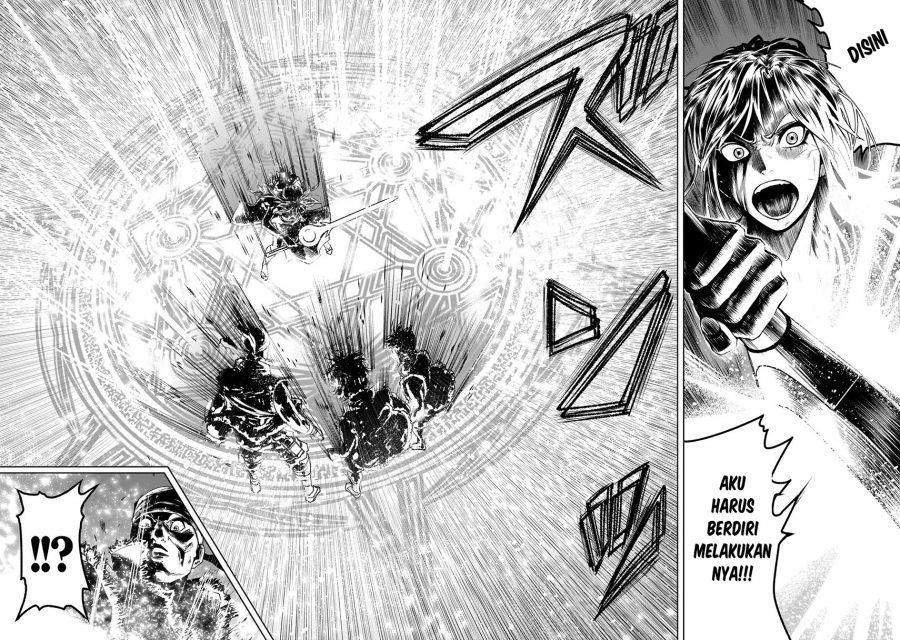 DISINI
AKU
HARUS
BERDIRI
MELAKUKAN
NYA!!!
!!?